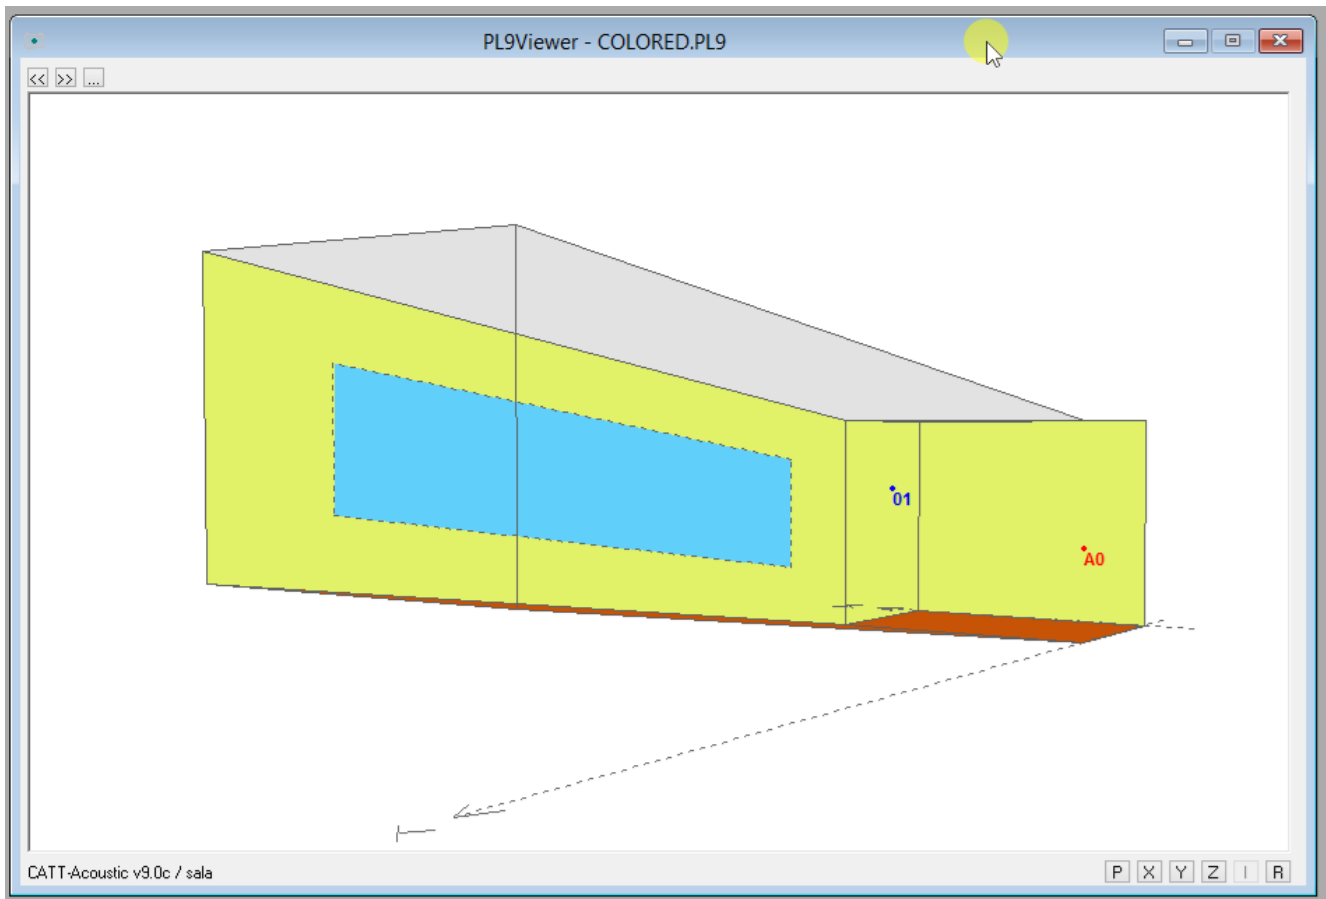 PL9Viewer - COLORED.PL9
<< >> ...
01
A0
CATT-Acoustic v9.0c / sala
P X Y Z I R